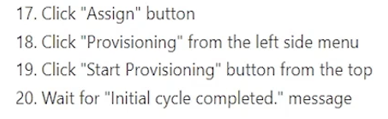 17. Click "Assign" button
18. Click "Provisioning" from the left side menu
19. Click "Start Provisioning" button from the top
20. Wait for "Initial cycle completed." message